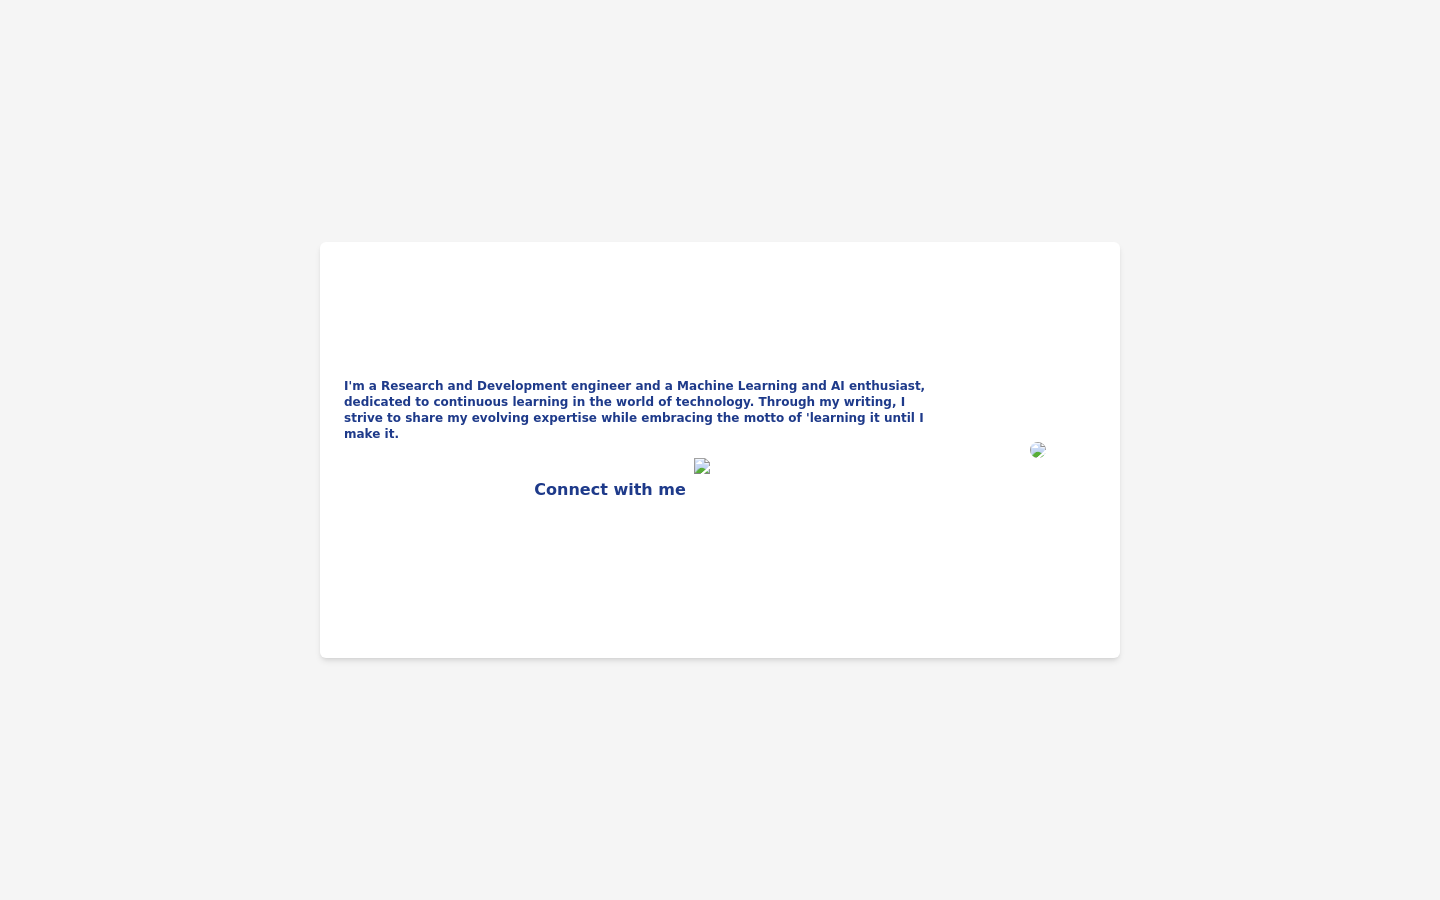 I'm a Research and Development engineer and a Machine Learning and AI enthusiast,
dedicated to continuous learning in the world of technology. Through my writing, I
strive to share my evolving expertise while embracing the motto of 'learning it until I
make it.
Connect with me